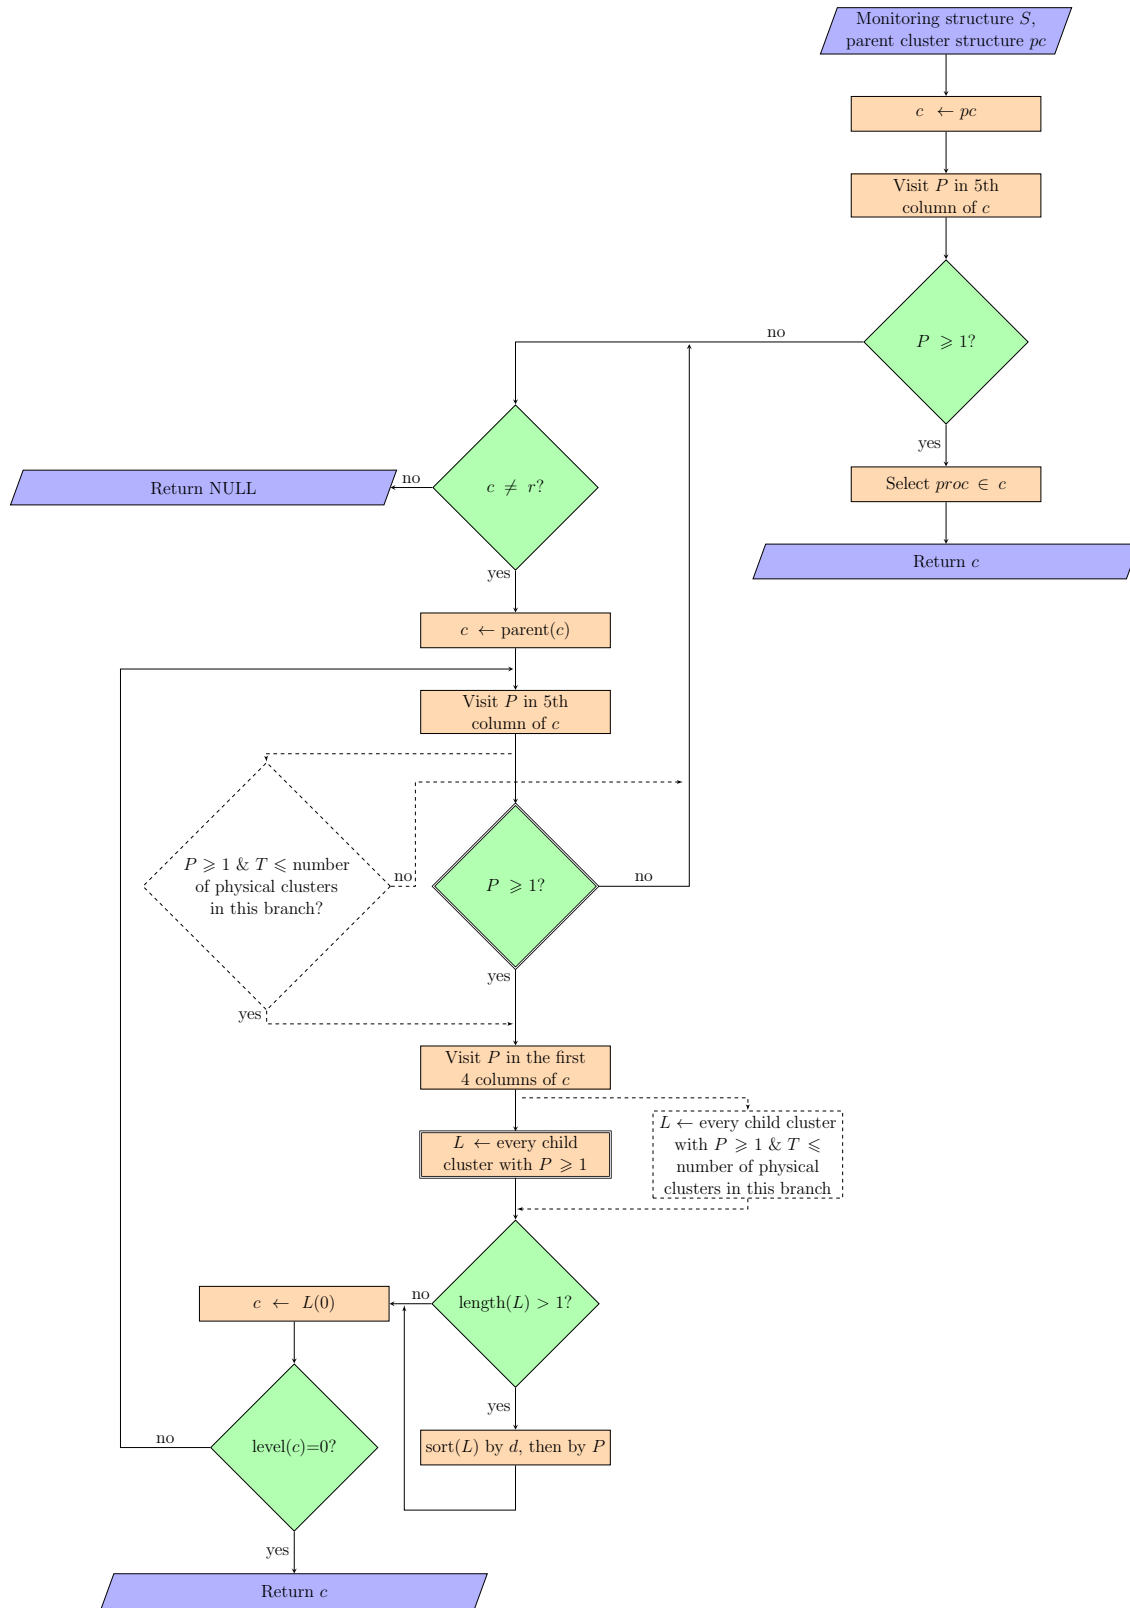 Monitoring structure S,
parent cluster structure pc
c ← pc
Visit P in 5th
column of c
P ⩾ 1?
no
yes
Select proc ∈ c
Return c
c ≠ r?
no
Return NULL
yes
c ← parent(c)
Visit P in 5th
column of c
P ⩾ 1 & T ⩽ number
of physical clusters
in this branch?
no
yes
P ⩾ 1?
no
yes
Visit P in the first
4 columns of c
L ← every child
cluster with P ⩾ 1
L ← every child cluster
with P ⩾ 1 & T ⩽
number of physical
clusters in this branch
length(L) > 1?
no
yes
c ← L(0)
sort(L) by d, then by P
level(c)=0?
no
yes
Return c